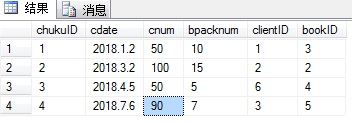 结果 消息
chukuID cdate cnum bpacknum clientID bookID
1 1 2018.1.2 50 10 1 3
2 2 2018.3.2 100 15 2 2
3 3 2018.4.5 50 5 6 4
4 4 2018.7.6 90 7 3 5